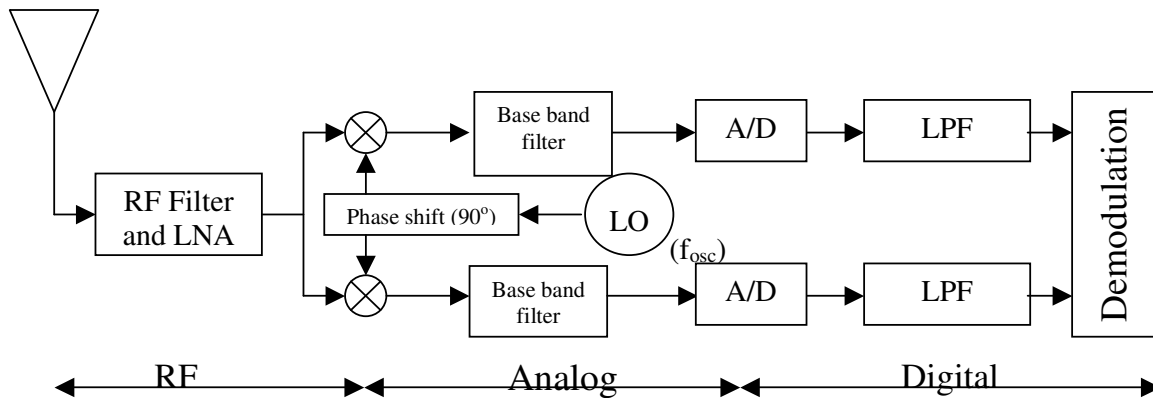 Base band
filter
A/D
LPF
RF Filter
and LNA
Phase shift (90°)
LO
(fosc)
Base band
filter
A/D
LPF
Demodulation
RF
Analog
Digital